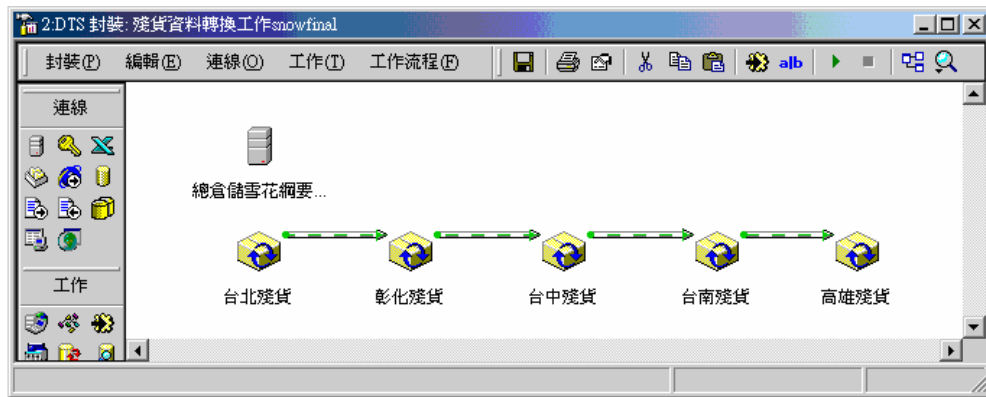 2:DTS 封裝: 殘貨資料轉換工作snowfinal
封裝(P) 編輯(E) 連線(O) 工作(T) 工作流程(F) a|b
連線
總倉儲雪花綱要...
工作
台北殘貨 彰化殘貨 台中殘貨 台南殘貨 高雄殘貨